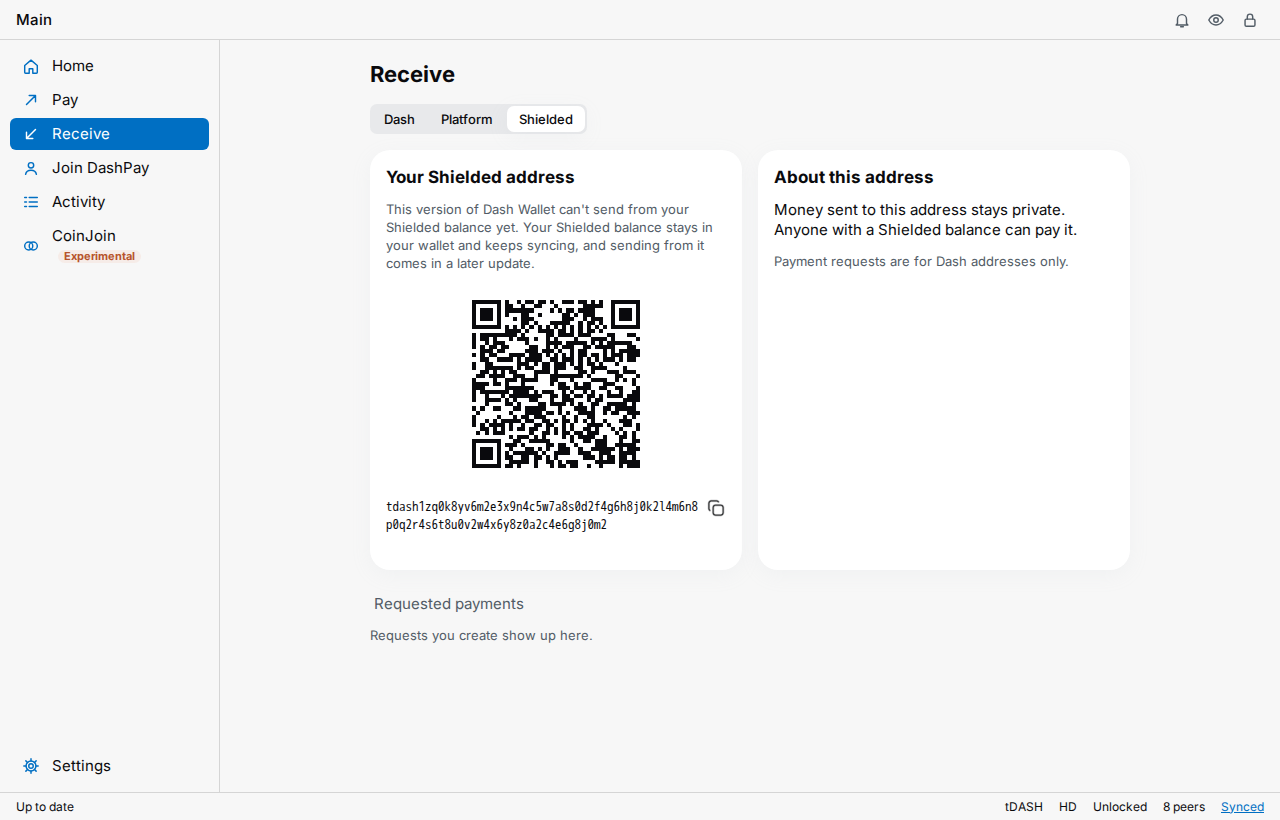 Main
Home
Pay
Receive
Join DashPay
Activity
CoinJoin
Experimental
Settings
Receive
Dash Platform Shielded
Your Shielded address
This version of Dash Wallet can't send from your
Shielded balance yet. Your Shielded balance stays in
your wallet and keeps syncing, and sending from it
comes in a later update.
tdash1zq0k8yv6m2e3x9n4c5w7a8s0d2f4g6h8j0k2l4m6n8
p0q2r4s6t8u0v2w4x6y8z0a2c4e6g8j0m2
About this address
Money sent to this address stays private.
Anyone with a Shielded balance can pay it.
Payment requests are for Dash addresses only.
Requested payments
Requests you create show up here.
Up to date
tDASH HD Unlocked 8 peers Synced